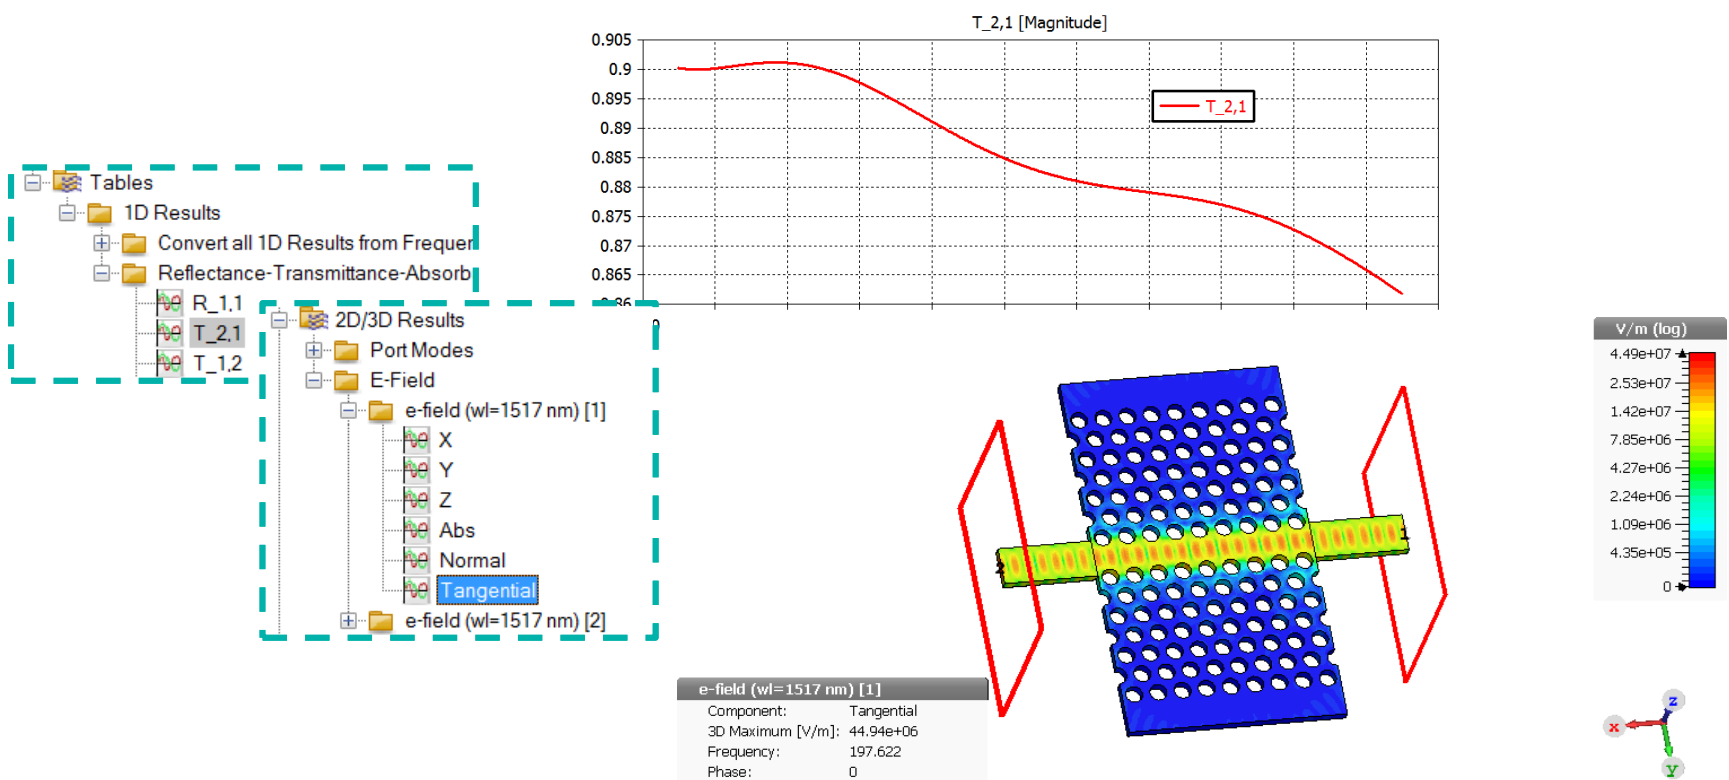 T_2,1 [Magnitude]
0.905
0.9
0.895
0.89
0.885
0.88
0.875
0.87
0.865
0.86
T_2,1
Tables
1D Results
Convert all 1D Results from Frequer
Reflectance-Transmittance-Absorb
R_1,1
T_2,1
T_1,2
2D/3D Results
Port Modes
E-Field
e-field (wl=1517 nm) [1]
X
Y
Z
Abs
Normal
Tangential
e-field (wl=1517 nm) [2]
2
1
V/m (log)
4.49e+07
2.53e+07
1.42e+07
7.85e+06
4.27e+06
2.24e+06
1.09e+06
4.35e+05
0
e-field (wl=1517 nm) [1]
Component: Tangential
3D Maximum [V/m]: 44.94e+06
Frequency: 197.622
Phase: 0
z
x
y